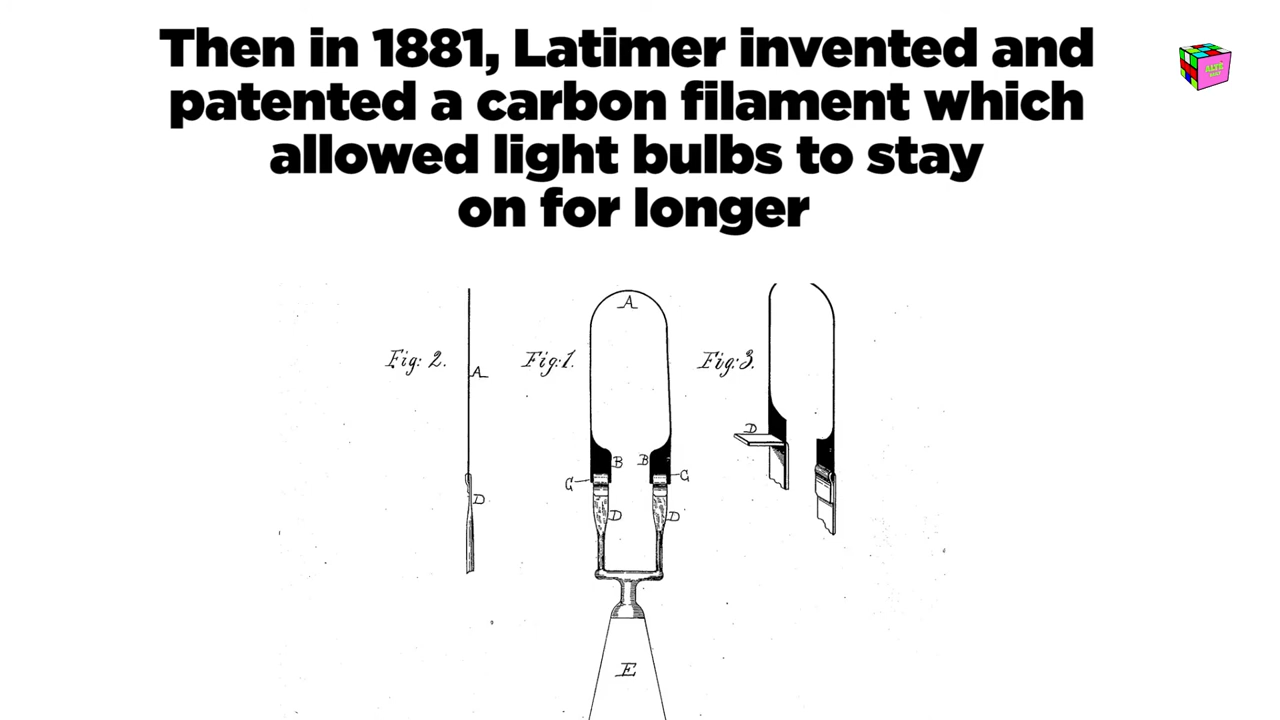 Then in 1881, Latimer invented and
patented a carbon filament which
allowed light bulbs to stay
on for longer
ALTA
A
Fig: 2.
Fig:1.
Fig:3.
A
D
B
B
C
C
D
D
D
E